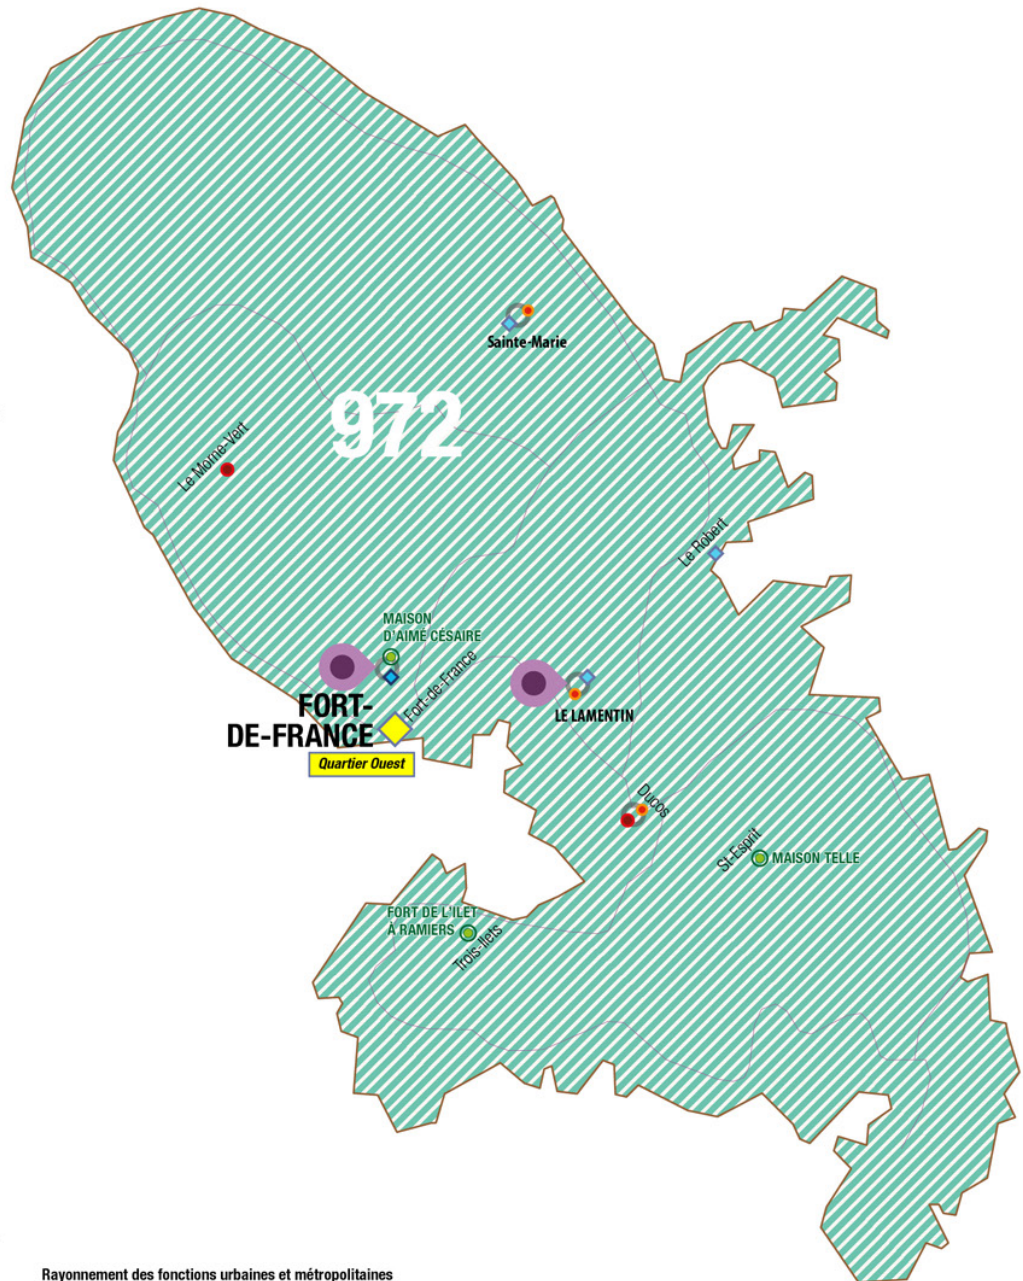 Sainte-Marie
972
Le Morne-Vert
Le Robert
MAISON
D'AIMÉ CÉSAIRE
Fort-de-France
FORT-
DE-FRANCE
Quartier Ouest
LE LAMENTIN
Ducos
St-Esprit
MAISON TELLE
FORT DE L'ILET
À RAMIERS
Trois-Ilets
Rayonnement des fonctions urbaines et métropolitaines